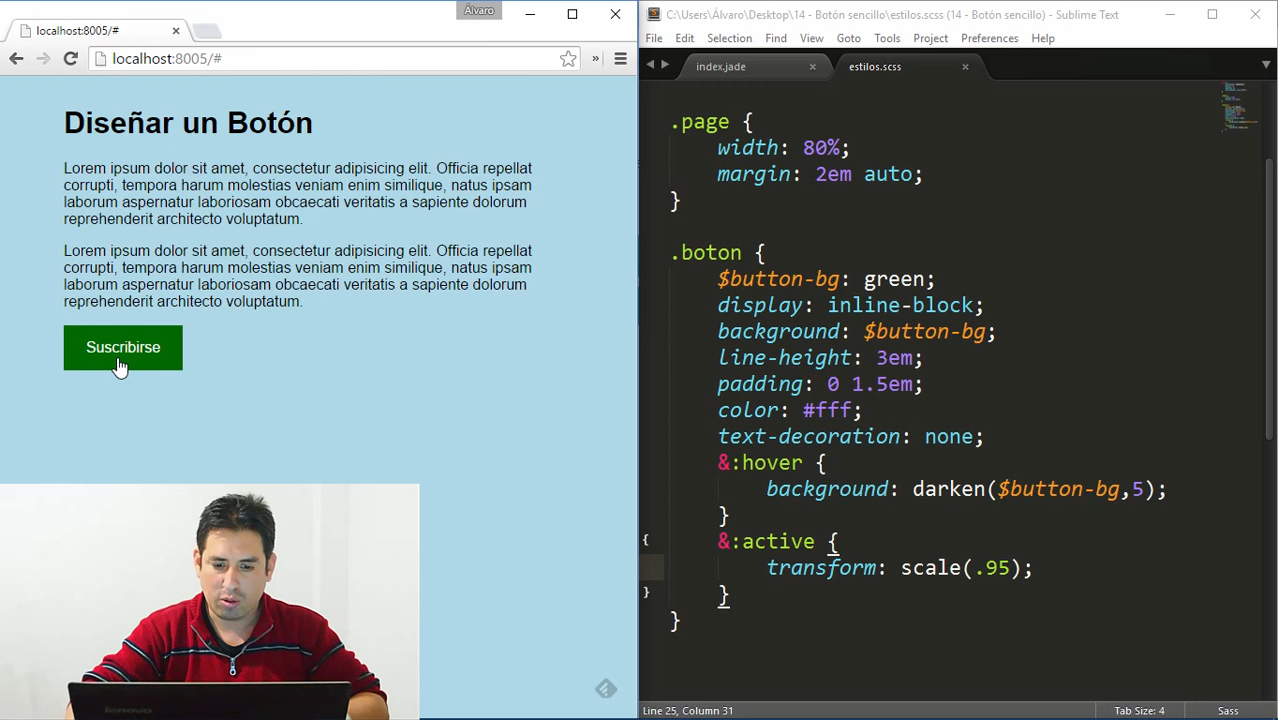 Álvaro
localhost:8005/#
localhost:8005/#
»
Diseñar un Botón
Lorem ipsum dolor sit amet, consectetur adipisicing elit. Officia repellat
corrupti, tempora harum molestias veniam enim similique, natus ipsam
laborum aspernatur laboriosam obcaecati veritatis a sapiente dolorum
reprehenderit architecto voluptatum.
Lorem ipsum dolor sit amet, consectetur adipisicing elit. Officia repellat
corrupti, tempora harum molestias veniam enim similique, natus ipsam
laborum aspernatur laboriosam obcaecati veritatis a sapiente dolorum
reprehenderit architecto voluptatum.
Suscribirse
C:\Users\Álvaro\Desktop\14 - Botón sencillo\estilos.scss (14 - Botón sencillo) - Sublime Text
File Edit Selection Find View Goto Tools Project Preferences Help
index.jade estilos.scss
.page {
width: 80%;
margin: 2em auto;
}
.boton {
$button-bg: green;
display: inline-block;
background: $button-bg;
line-height: 3em;
padding: 0 1.5em;
color: #fff;
text-decoration: none;
&:hover {
background: darken($button-bg,5);
}
&:active {
transform: scale(.95);
}
}
Line 25, Column 31 Tab Size: 4 Sass